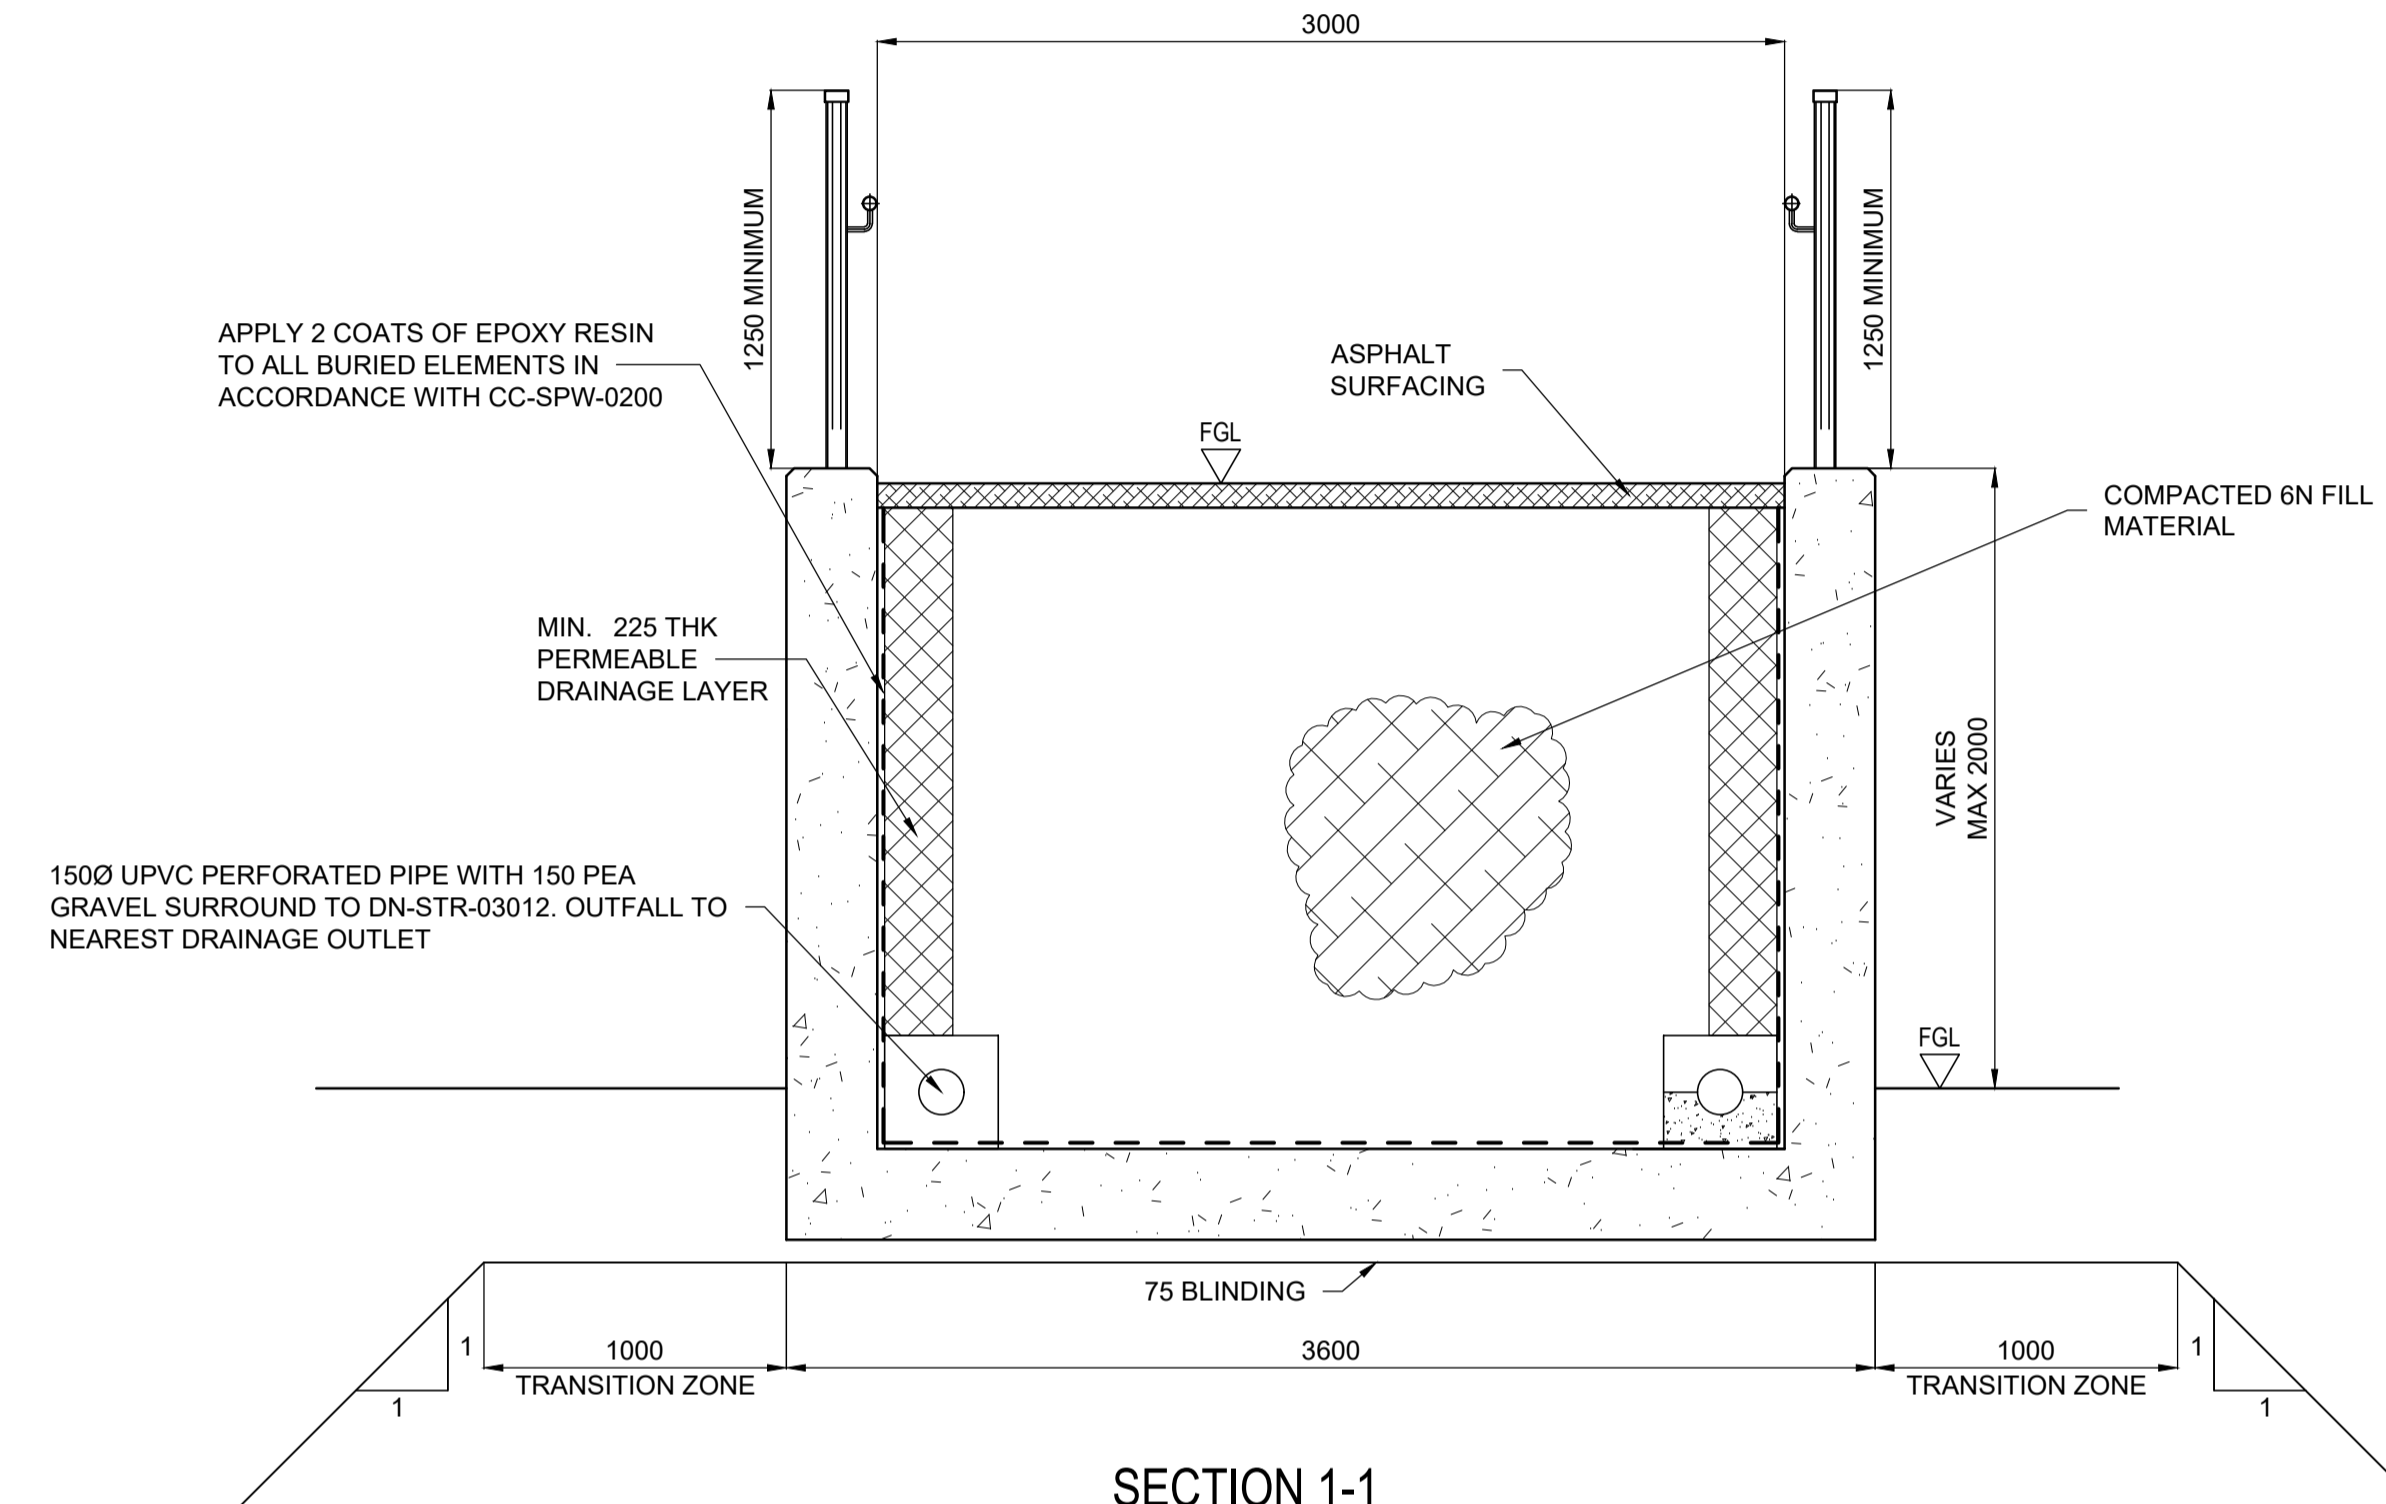 3000
1250 MINIMUM
1250 MINIMUM
APPLY 2 COATS OF EPOXY RESIN
TO ALL BURIED ELEMENTS IN
ACCORDANCE WITH CC-SPW-0200
ASPHALT
SURFACING
FGL
COMPACTED 6N FILL
MATERIAL
MIN. 225 THK
PERMEABLE
DRAINAGE LAYER
VARIES
MAX 2000
150Ø UPVC PERFORATED PIPE WITH 150 PEA
GRAVEL SURROUND TO DN-STR-03012. OUTFALL TO
NEAREST DRAINAGE OUTLET
FGL
75 BLINDING
1
1
1000
TRANSITION ZONE
3600
1000
TRANSITION ZONE
1
1
SECTION 1-1